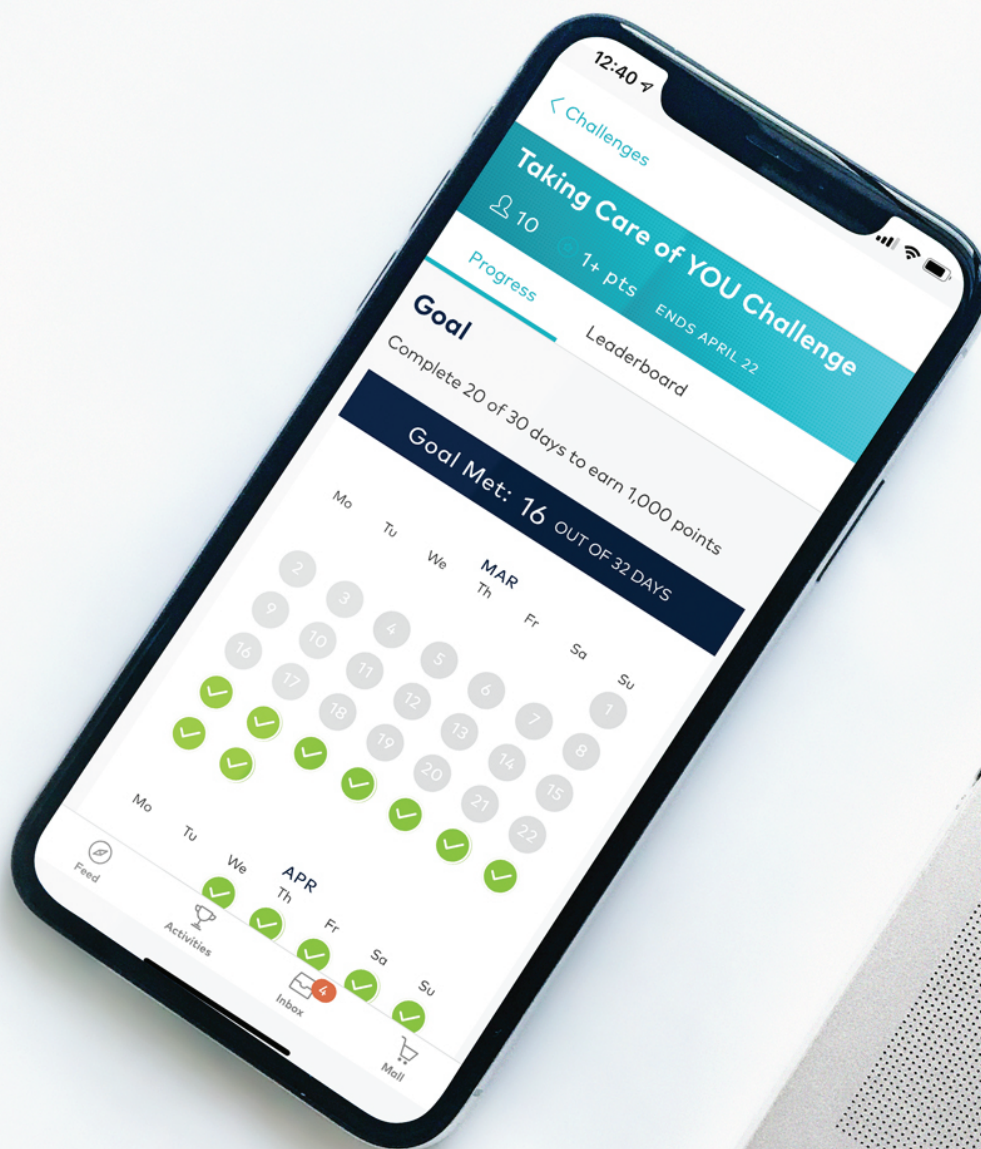 12:40
Challenges
Taking Care of YOU Challenge
10 1+ pts ENDS APRIL 22
Progress Leaderboard
Goal
Complete 20 of 30 days to earn 1,000 points
Goal Met: 16 OUT OF 32 DAYS
MAR
Mo Tu We Th Fr Sa Su
1
2 3 4 5 6 7 8
9 10 11 12 13 14 15
16 17 18 19 20 21 22
APR
Mo Tu We Th Fr Sa Su
Feed Activities Inbox 4 Mall